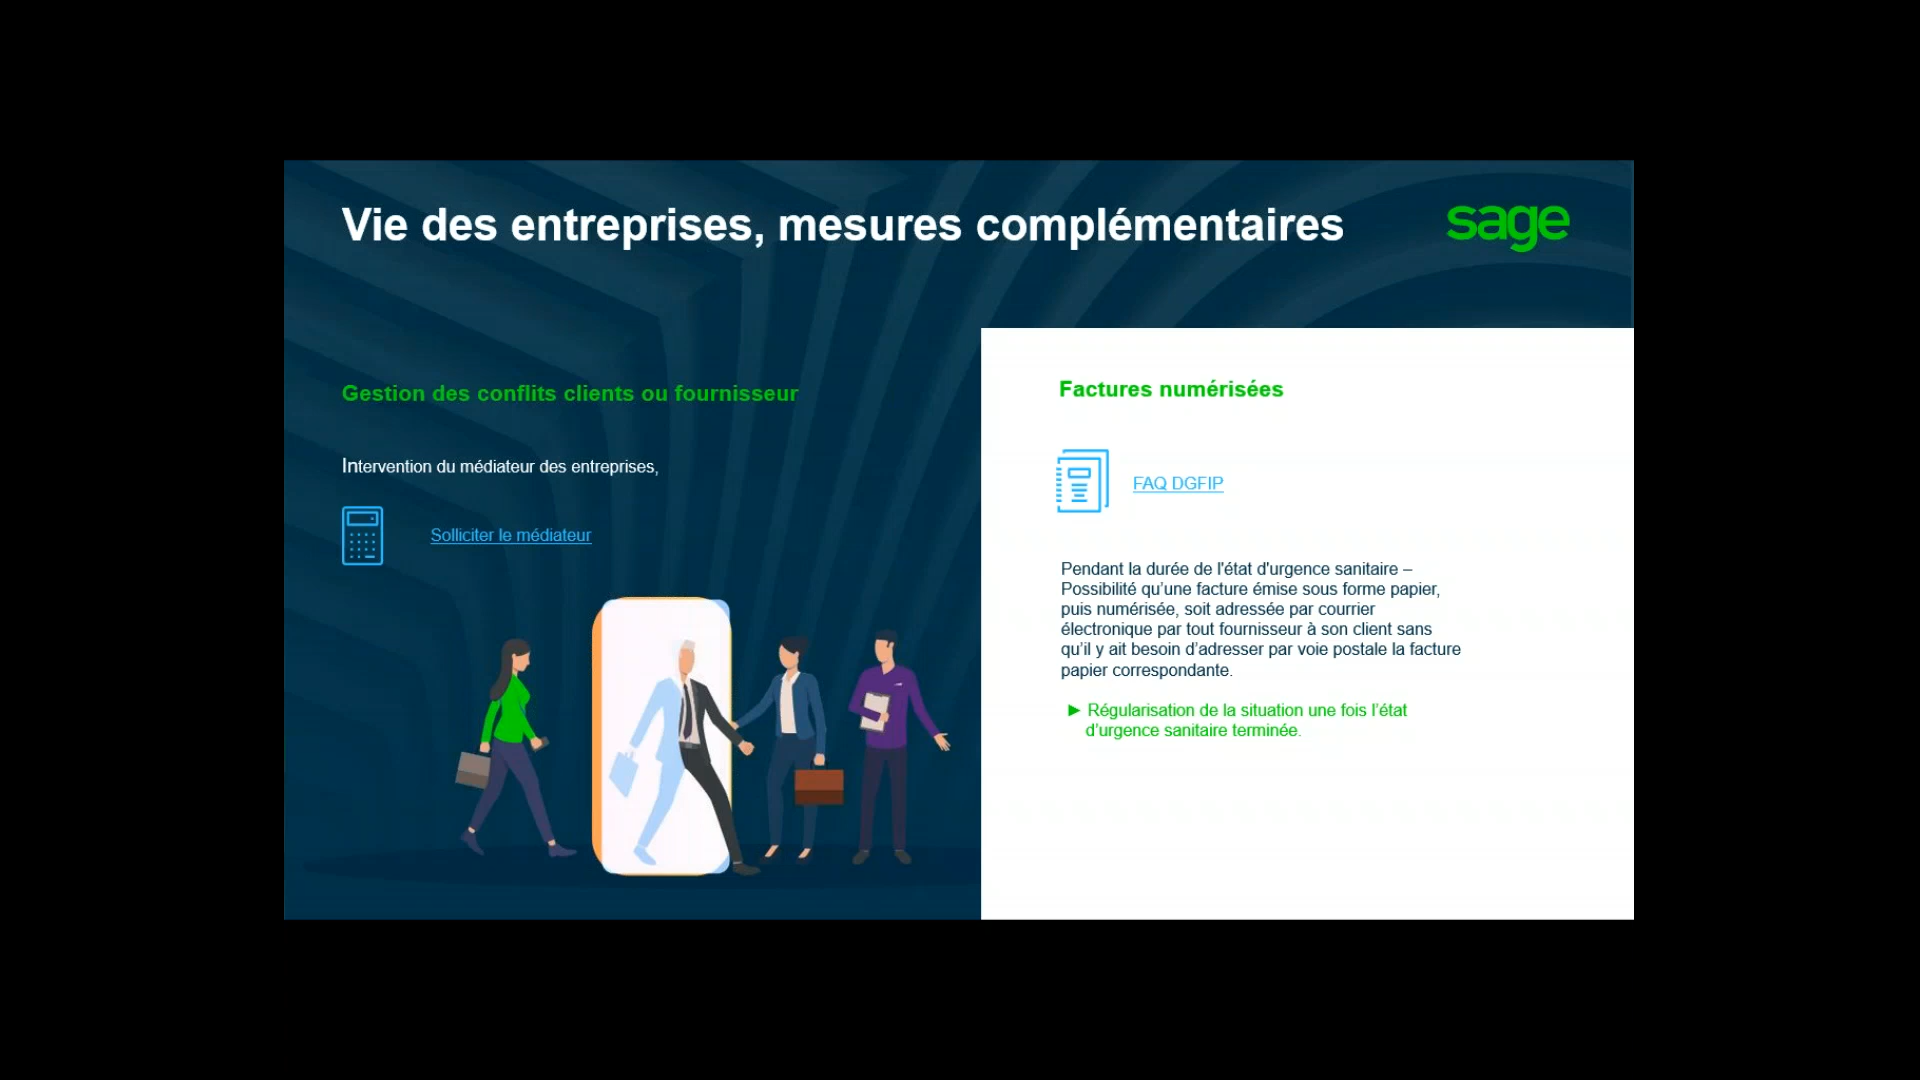 Vie des entreprises, mesures complémentaires
sage
Gestion des conflits clients ou fournisseur
Intervention du médiateur des entreprises,
Solliciter le médiateur
Factures numérisées
FAQ DGFIP
Pendant la durée de l'état d'urgence sanitaire –
Possibilité qu’une facture émise sous forme papier,
puis numérisée, soit adressée par courrier
électronique par tout fournisseur à son client sans
qu’il y ait besoin d’adresser par voie postale la facture
papier correspondante.
► Régularisation de la situation une fois l’état
d’urgence sanitaire terminée.